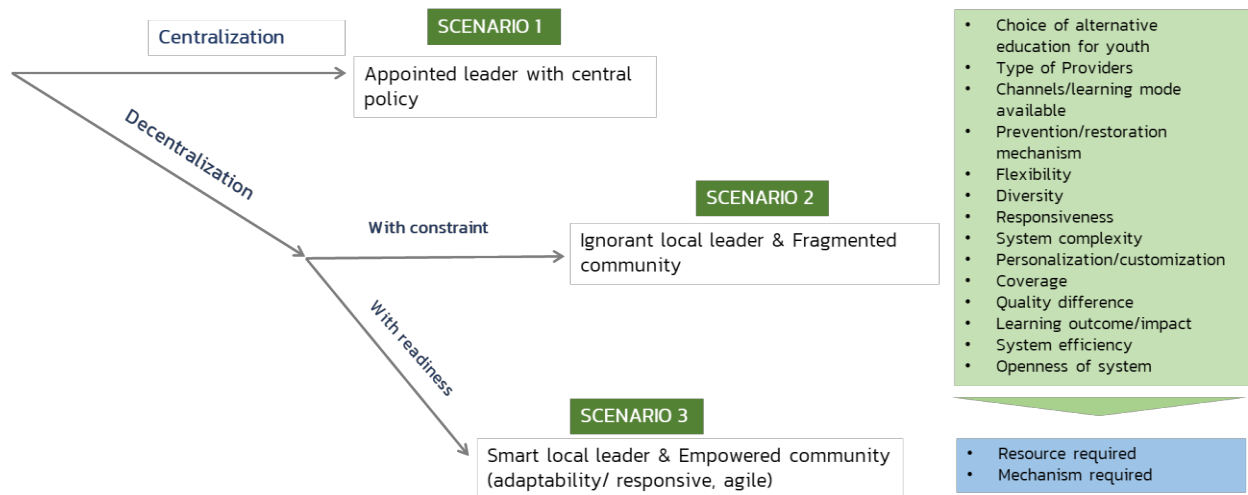 Centralization
SCENARIO 1
Appointed leader with central
policy
Decentralization
With constraint
SCENARIO 2
Ignorant local leader & Fragmented
community
With readiness
SCENARIO 3
Smart local leader & Empowered community
(adaptability/ responsive, agile)
• Choice of alternative
education for youth
• Type of Providers
• Channels/learning mode
available
• Prevention/restoration
mechanism
• Flexibility
• Diversity
• Responsiveness
• System complexity
• Personalization/customization
• Coverage
• Quality difference
• Learning outcome/impact
• System efficiency
• Openness of system
• Resource required
• Mechanism required